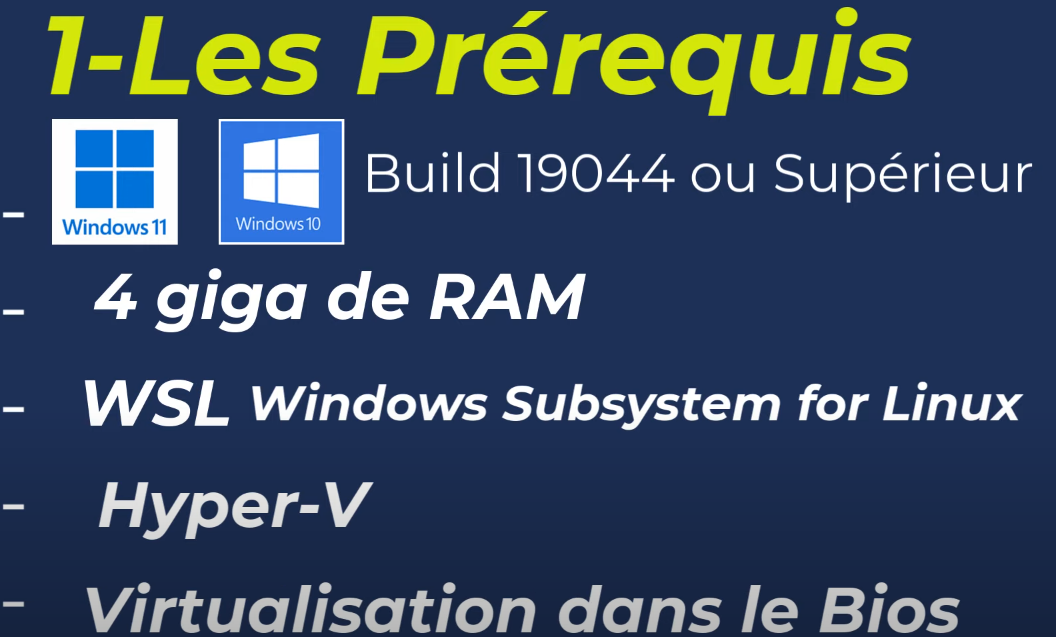 1-Les Prérequis
Build 19044 ou Supérieur
- Windows 11 Windows 10
- 4 giga de RAM
- WSL Windows Subsystem for Linux
- Hyper-V
- Virtualisation dans le Bios